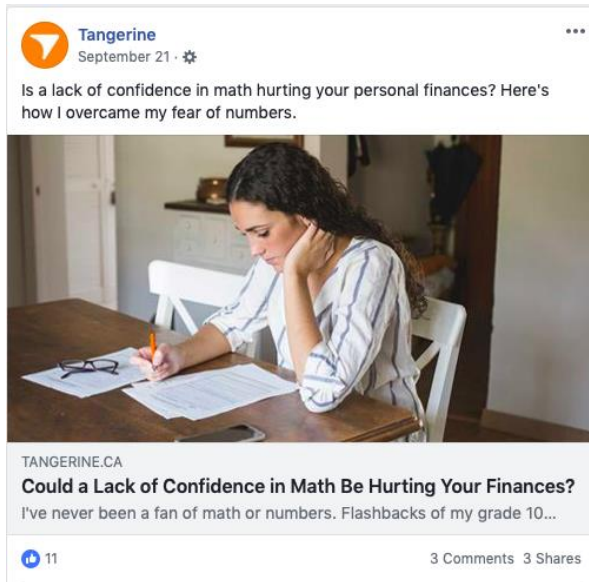 Tangerine
September 21 ·
Is a lack of confidence in math hurting your personal finances? Here's
how I overcame my fear of numbers.
TANGERINE.CA
Could a Lack of Confidence in Math Be Hurting Your Finances?
I've never been a fan of math or numbers. Flashbacks of my grade 10...
11
3 Comments 3 Shares